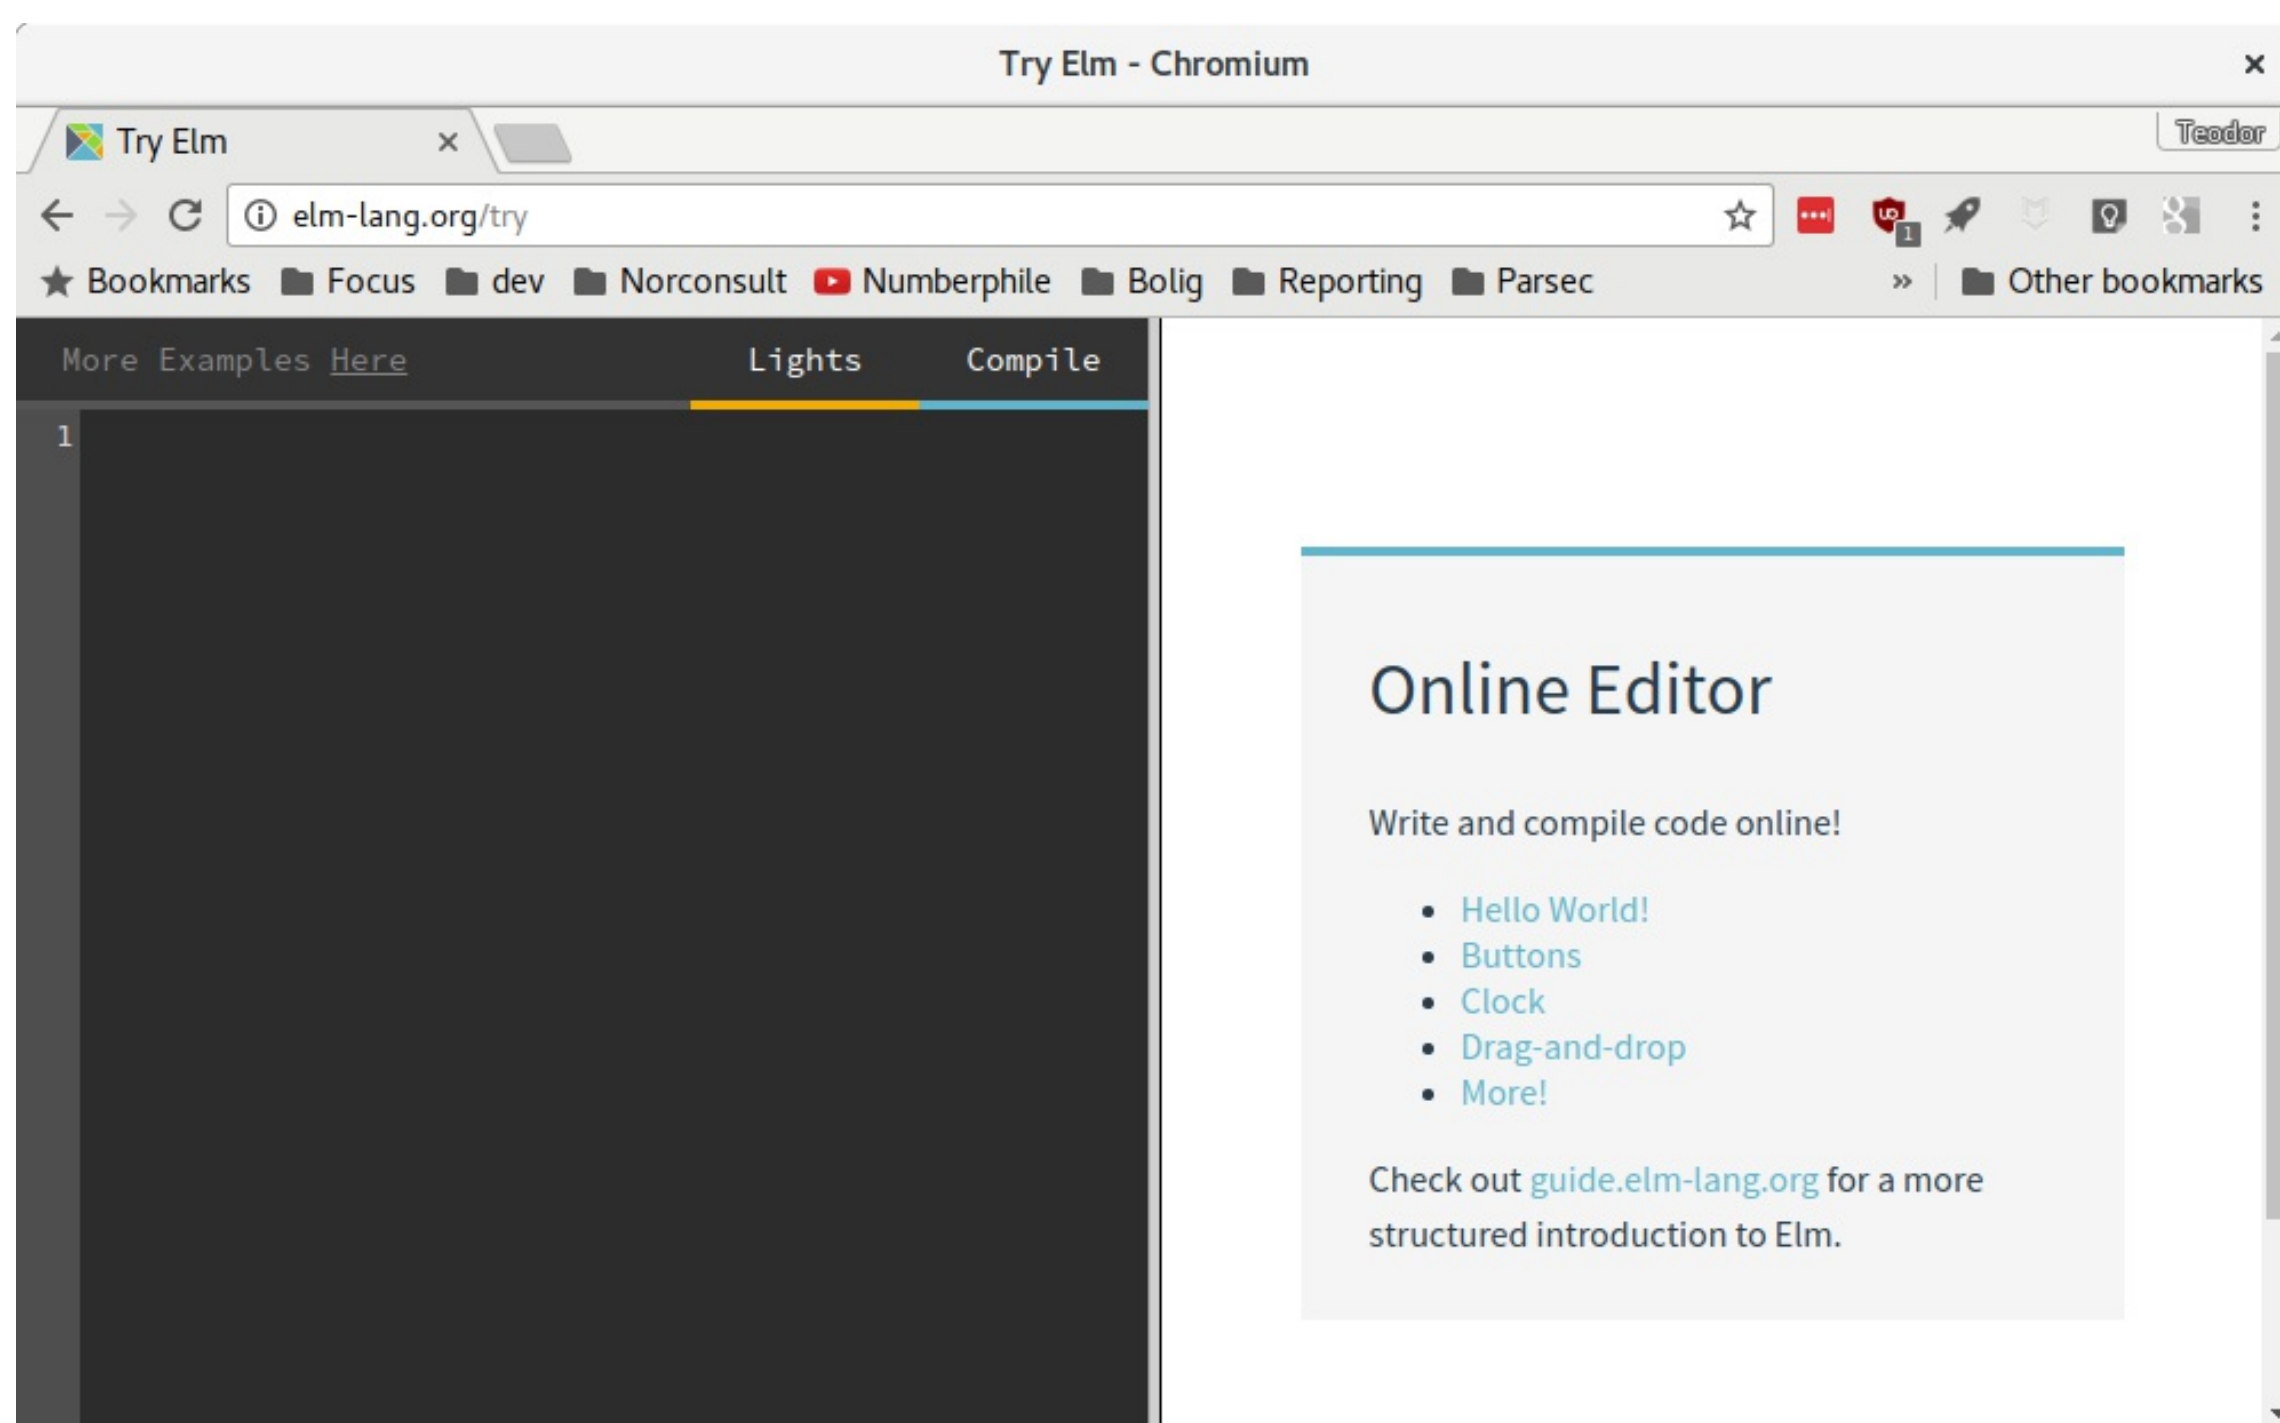 Try Elm - Chromium
Try Elm
Teodor
elm-lang.org/try
1
Bookmarks Focus dev Norconsult Numberphile Bolig Reporting Parsec » Other bookmarks
More Examples Here Lights Compile
1
Online Editor
Write and compile code online!
• Hello World!
• Buttons
• Clock
• Drag-and-drop
• More!
Check out guide.elm-lang.org for a more
structured introduction to Elm.